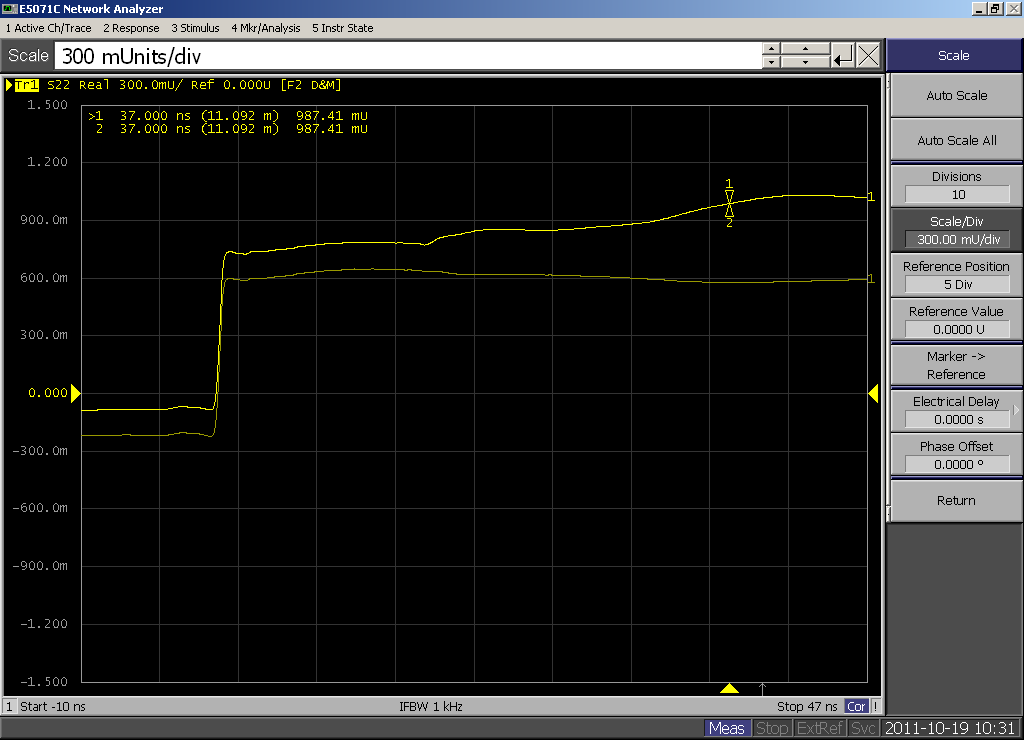 E5071C Network Analyzer
1 Active Ch/Trace 2 Response 3 Stimulus 4 Mkr/Analysis 5 Instr State
Scale 300 mUnits/div
Scale
Tr1 S22 Real 300.0mU/ Ref 0.000U [F2 D&M]
1.500
>1 37.000 ns (11.092 m) 987.41 mU
2 37.000 ns (11.092 m) 987.41 mU
1.200
900.0m
600.0m
300.0m
0.000
-300.0m
-600.0m
-900.0m
-1.200
-1.500
1
2
1
1
Auto Scale
Auto Scale All
Divisions
10
Scale/Div
300.00 mU/div
Reference Position
5 Div
Reference Value
0.0000 U
Marker ->
Reference
Electrical Delay
0.0000 s
Phase Offset
0.0000 °
Return
1 Start -10 ns IFBW 1 kHz Stop 47 ns Cor !
Meas Stop ExtRef Svc 2011-10-19 10:31